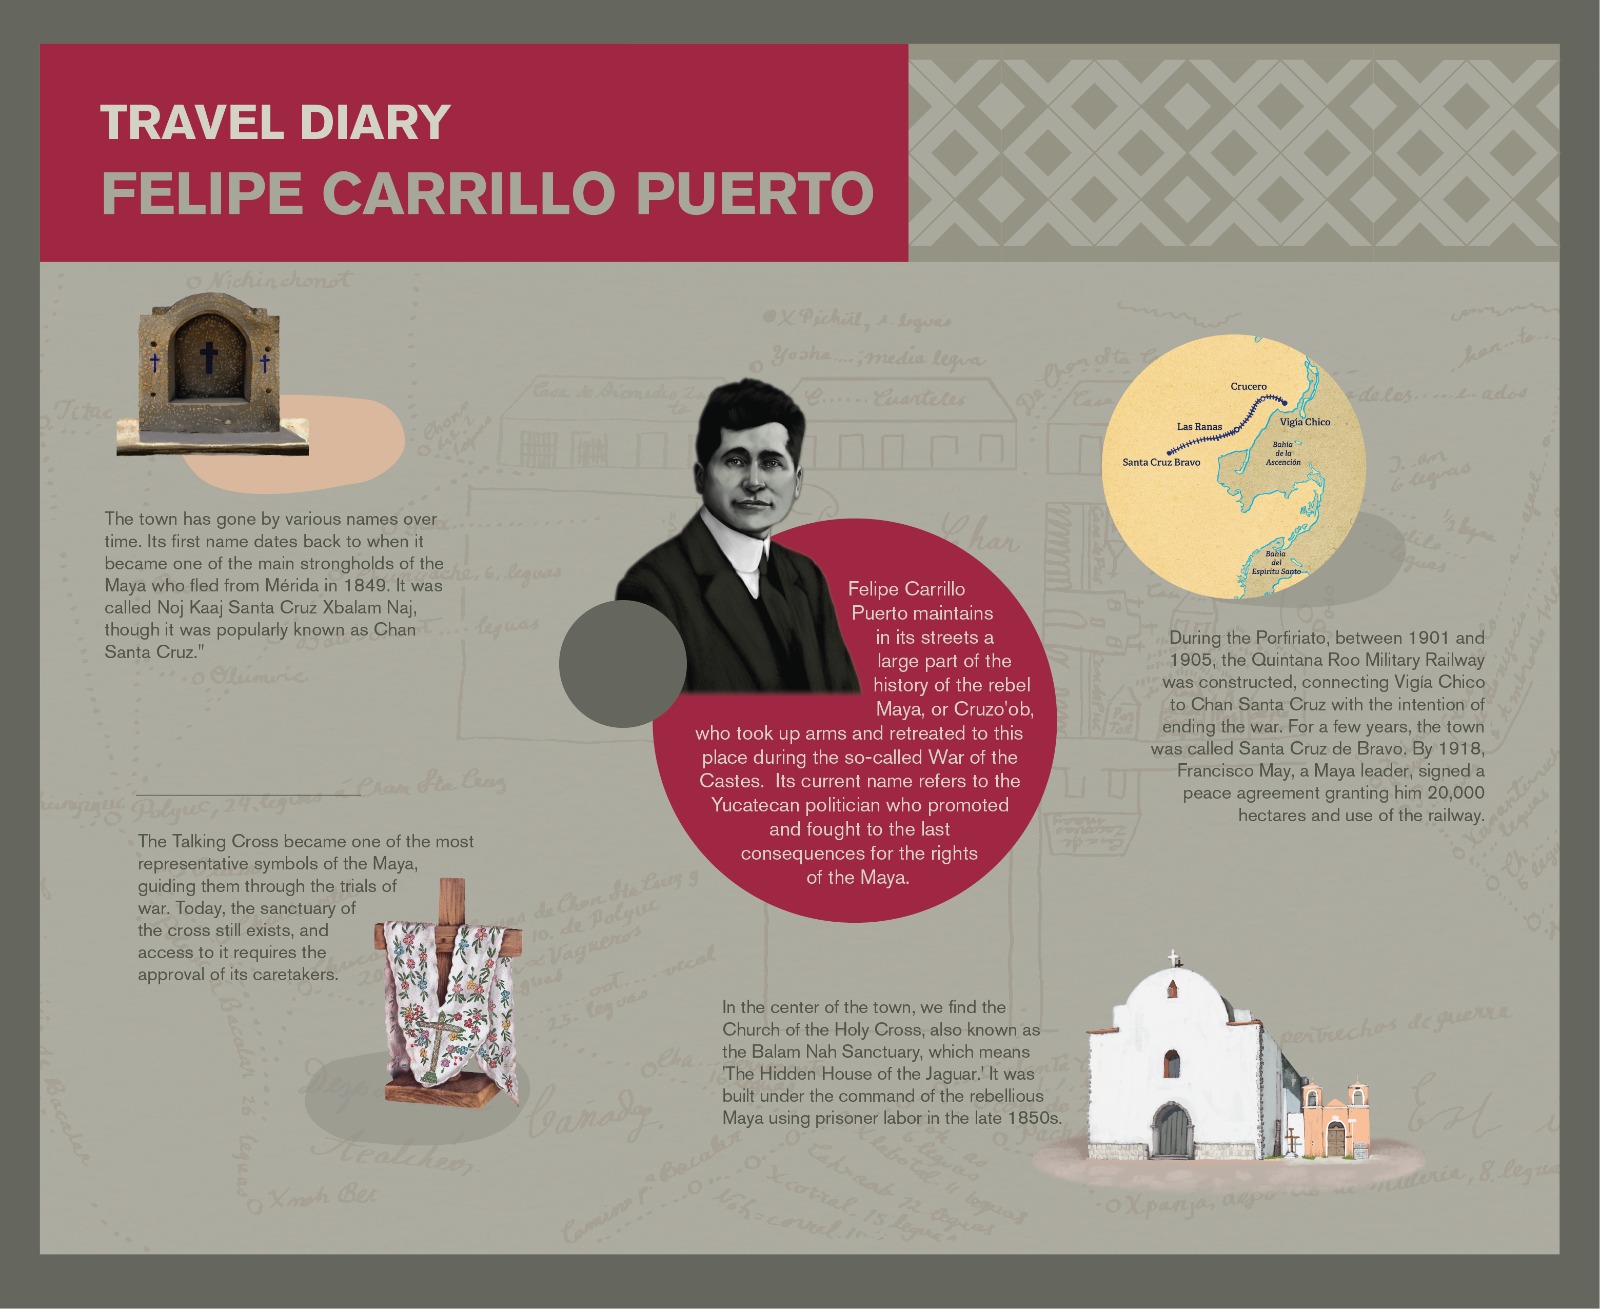 TRAVEL DIARY
FELIPE CARRILLO PUERTO
The town has gone by various names over
time. Its first name dates back to when it
became one of the main strongholds of the
Maya who fled from Mérida in 1849. It was
called Noj Kaaj Santa Cruz Xbalam Naj,
though it was popularly known as Chan
Santa Cruz."
The Talking Cross became one of the most
representative symbols of the Maya,
guiding them through the trials of
war. Today, the sanctuary of
the cross still exists, and
access to it requires the
approval of its caretakers.
Felipe Carrillo
Puerto maintains
in its streets a
large part of the
history of the rebel
Maya, or Cruzo'ob,
who took up arms and retreated to this
place during the so-called War of the
Castes. Its current name refers to the
Yucatecan politician who promoted
and fought to the last
consequences for the rights
of the Maya.
In the center of the town, we find the
Church of the Holy Cross, also known as
the Balam Nah Sanctuary, which means
'The Hidden House of the Jaguar.' It was
built under the command of the rebellious
Maya using prisoner labor in the late 1850s.
Crucero
Vigía Chico
Las Ranas
Santa Cruz Bravo
Bahía
de la
Ascención
Bahía
del
Espíritu Santo
During the Porfiriato, between 1901 and
1905, the Quintana Roo Military Railway
was constructed, connecting Vigía Chico
to Chan Santa Cruz with the intention of
ending the war. For a few years, the town
was called Santa Cruz de Bravo. By 1918,
Francisco May, a Maya leader, signed a
peace agreement granting him 20,000
hectares and use of the railway.
Nichinchonot
media legua
Cuarteles
pertrechos de guerra